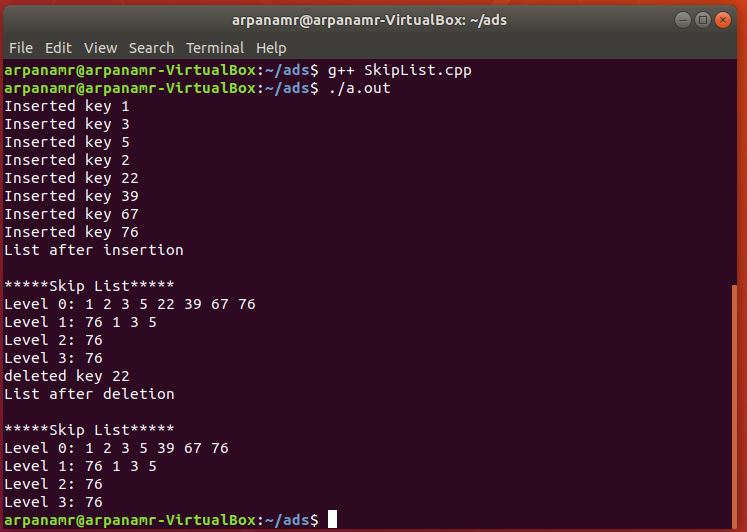 arpanamr@arpanamr-VirtualBox: ~/ads
File Edit View Search Terminal Help
arpanamr@arpanamr-VirtualBox:~/ads$ g++ SkipList.cpp
arpanamr@arpanamr-VirtualBox:~/ads$ ./a.out
Inserted key 1
Inserted key 3
Inserted key 5
Inserted key 2
Inserted key 22
Inserted key 39
Inserted key 67
Inserted key 76
List after insertion

*****Skip List*****
Level 0: 1 2 3 5 22 39 67 76
Level 1: 76 1 3 5
Level 2: 76
Level 3: 76
deleted key 22
List after deletion

*****Skip List*****
Level 0: 1 2 3 5 39 67 76
Level 1: 76 1 3 5
Level 2: 76
Level 3: 76
arpanamr@arpanamr-VirtualBox:~/ads$